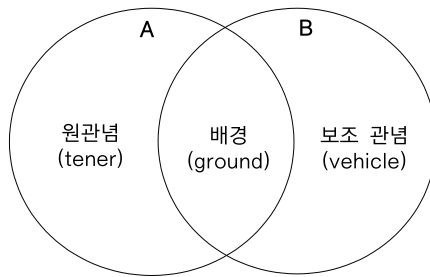 A
B
원관념
(tener)
배경
(ground)
보조 관념
(vehicle)